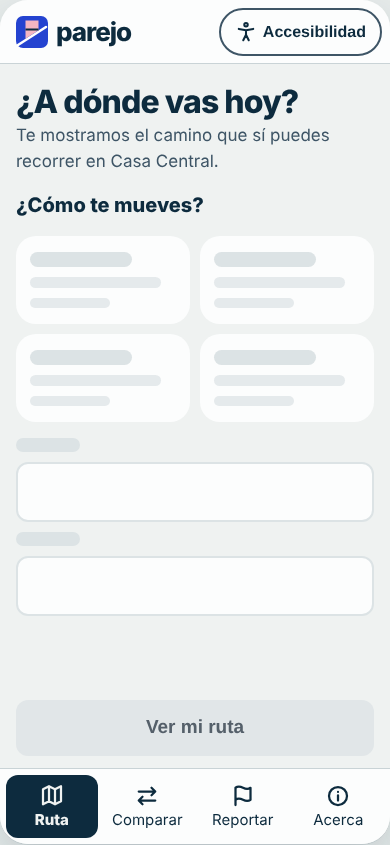 parejo
Accesibilidad
¿A dónde vas hoy?
Te mostramos el camino que sí puedes
recorrer en Casa Central.
¿Cómo te mueves?
Ver mi ruta
Ruta
Comparar
Reportar
Acerca